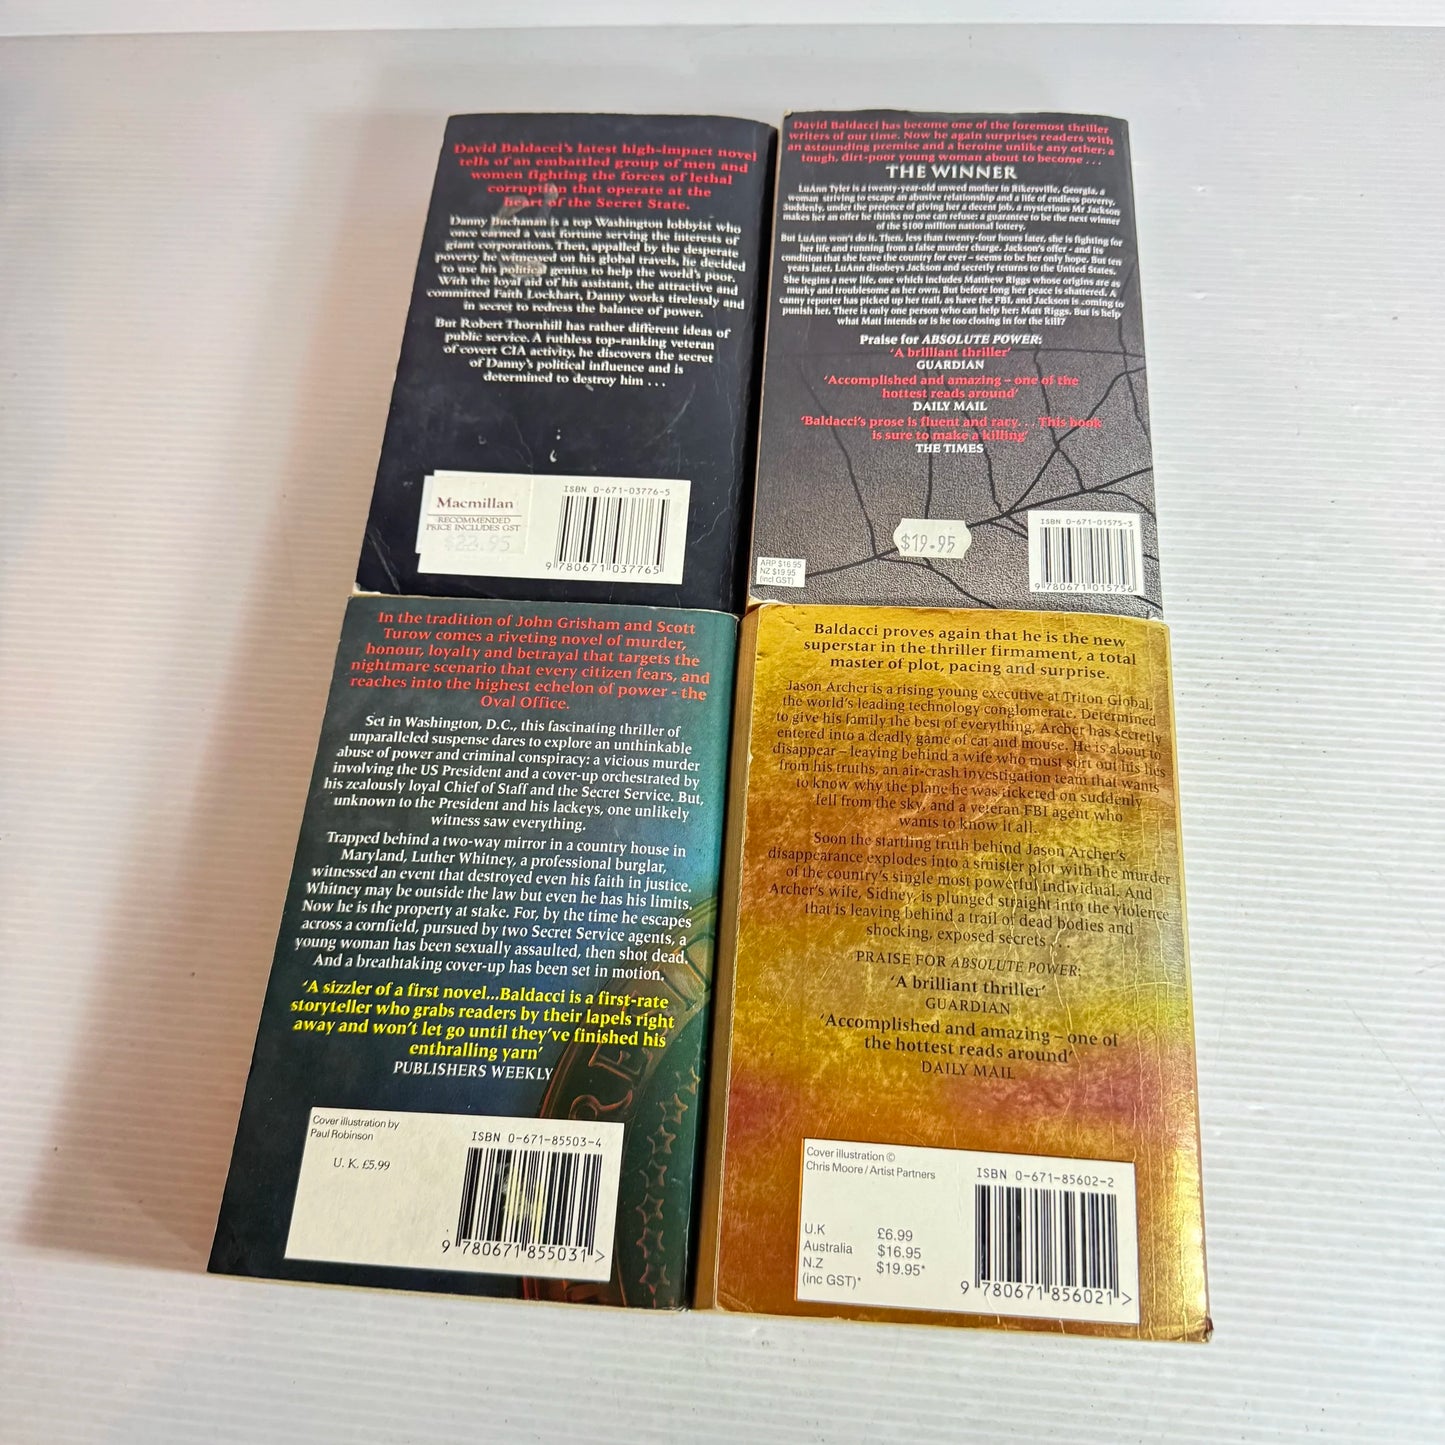 David Baldacci's latest high-impact novel
tells of an embattled group of men and
women fighting the forces of lethal
corruption that operate at the
heart of the Secret State.
Danny Buchanan is a top Washington lobbyist who
once earned a vast fortune serving the interests of
giant corporations. Then, appalled by the desperate
poverty he witnessed on his global travels, he decided
to use his political genius to help the world's poor.
With the loyal aid of his assistant, the attractive and
committed Faith Lockhart, Danny works tirelessly and
in secret to redress the balance of power.
But Robert Thornhill has rather different ideas of
public service. A ruthless top-ranking veteran
of covert CIA activity, he discovers the secret
of Danny's political influence and is
determined to destroy him . . .
Macmillan
RECOMMENDED
PRICE INCLUDES GST
$22.95
ISBN 0-671-03776-5
9 780671 037765
David Baldacci has become one of the foremost thriller
writers of our time. Now he again surprises readers with
an astounding premise and a heroine unlike any other: a
tough, dirt-poor young woman about to become . . .
THE WINNER
LuAnn Tyler is a twenty-year-old unwed mother in Rikersville, Georgia, a
woman striving to escape an abusive relationship and a life of endless poverty.
Suddenly, under the pretence of giving her a decent job, a mysterious Mr Jackson
makes her an offer he thinks no one can refuse: a guarantee to be the next winner
of the $100 million national lottery.
But LuAnn won't do it. Then, less than twenty-four hours later, she is fighting for
her life and running from a false murder charge. Jackson's offer - and its
condition that she leave the country for ever – seems to be her only hope. But ten
years later, LuAnn disobeys Jackson and secretly returns to the United States.
She begins a new life, one which includes Matthew Riggs whose origins are as
murky and troublesome as her own. But before long her peace is shattered. A
canny reporter has picked up her trail, as have the FBI, and Jackson is coming to
punish her. There is only one person who can help her: Matt Riggs. But is help
what Matt intends or is he too closing in for the kill?
Praise for ABSOLUTE POWER:
'A brilliant thriller'
GUARDIAN
'Accomplished and amazing – one of the
hottest reads around'
DAILY MAIL
'Baldacci's prose is fluent and racy. . . This book
is sure to make a killing'
THE TIMES
$19.95
ARP $16.95
NZ $19.95
(incl GST)
ISBN 0-671-01575-3
9 780671 015756
In the tradition of John Grisham and Scott
Turow comes a riveting novel of murder,
honour, loyalty and betrayal that targets the
nightmare scenario that every citizen fears, and
reaches into the highest echelon of power - the
Oval Office.
Set in Washington, D.C., this fascinating thriller of
unparalleled suspense dares to explore an unthinkable
abuse of power and criminal conspiracy: a vicious murder
involving the US President and a cover-up orchestrated by
his zealously loyal Chief of Staff and the Secret Service. But,
unknown to the President and his lackeys, one unlikely
witness saw everything.
Trapped behind a two-way mirror in a country house in
Maryland, Luther Whitney, a professional burglar,
witnessed an event that destroyed even his faith in justice.
Whitney may be outside the law but even he has his limits.
Now he is the property at stake. For, by the time he escapes
across a cornfield, pursued by two Secret Service agents, a
young woman has been sexually assaulted, then shot dead.
And a breathtaking cover-up has been set in motion.
'A sizzler of a first novel...Baldacci is a first-rate
storyteller who grabs readers by their lapels right
away and won't let go until they've finished his
enthralling yarn'
PUBLISHERS WEEKLY
Cover illustration by
Paul Robinson
U. K. £5.99
ISBN 0-671-85503-4
9 780671 855031 >
Baldacci proves again that he is the new
superstar in the thriller firmament, a total
master of plot, pacing and surprise.
Jason Archer is a rising young executive at Triton Global,
the world's leading technology conglomerate. Determined
to give his family the best of everything, Archer has secretly
entered into a deadly game of cat and mouse. He is about to
disappear – leaving behind a wife who must sort out his lies
from his truths, an air-crash investigation team that wants
to know why the plane he was ticketed on suddenly
fell from the sky, and a veteran FBI agent who
wants to know it all.
Soon the startling truth behind Jason Archer's
disappearance explodes into a sinister plot with the murder
of the country's single most powerful individual. And
Archer's wife, Sidney, is plunged straight into the violence
that is leaving behind a trail of dead bodies and
shocking, exposed secrets . . .
PRAISE FOR ABSOLUTE POWER:
'A brilliant thriller'
GUARDIAN
'Accomplished and amazing – one of
the hottest reads around'
DAILY MAIL
Cover illustration ©
Chris Moore / Artist Partners
U.K £6.99
Australia $16.95
N.Z $19.95*
(inc GST)*
ISBN 0-671-85602-2
9 780671 856021 >